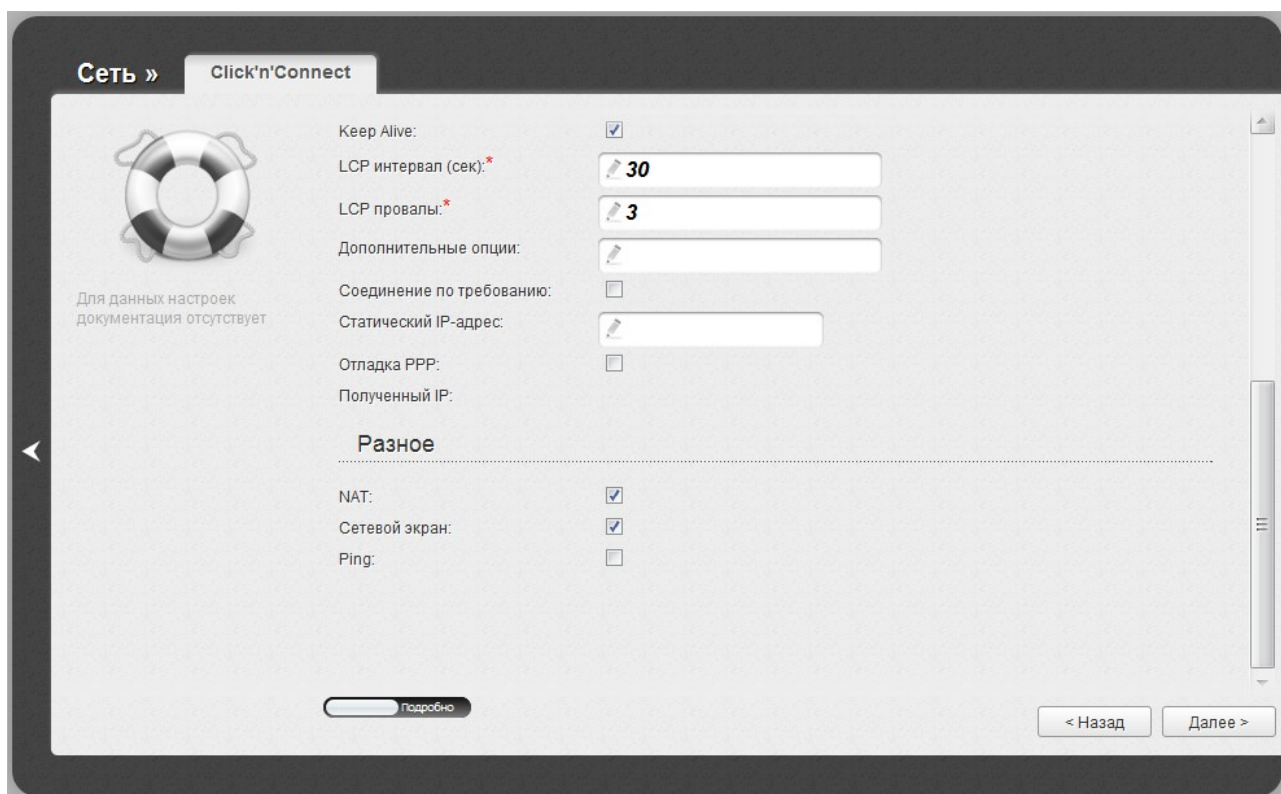 Сеть » Click'n'Connect
Keep Alive:
LCP интервал (сек):* 30
LCP провалы:* 3
Дополнительные опции:
Для данных настроек
документация отсутствует
Соединение по требованию:
Статический IP-адрес:
Отладка PPP:
Полученный IP:
Разное
NAT:
Сетевой экран:
Ping:
Подробно
< Назад Далее >